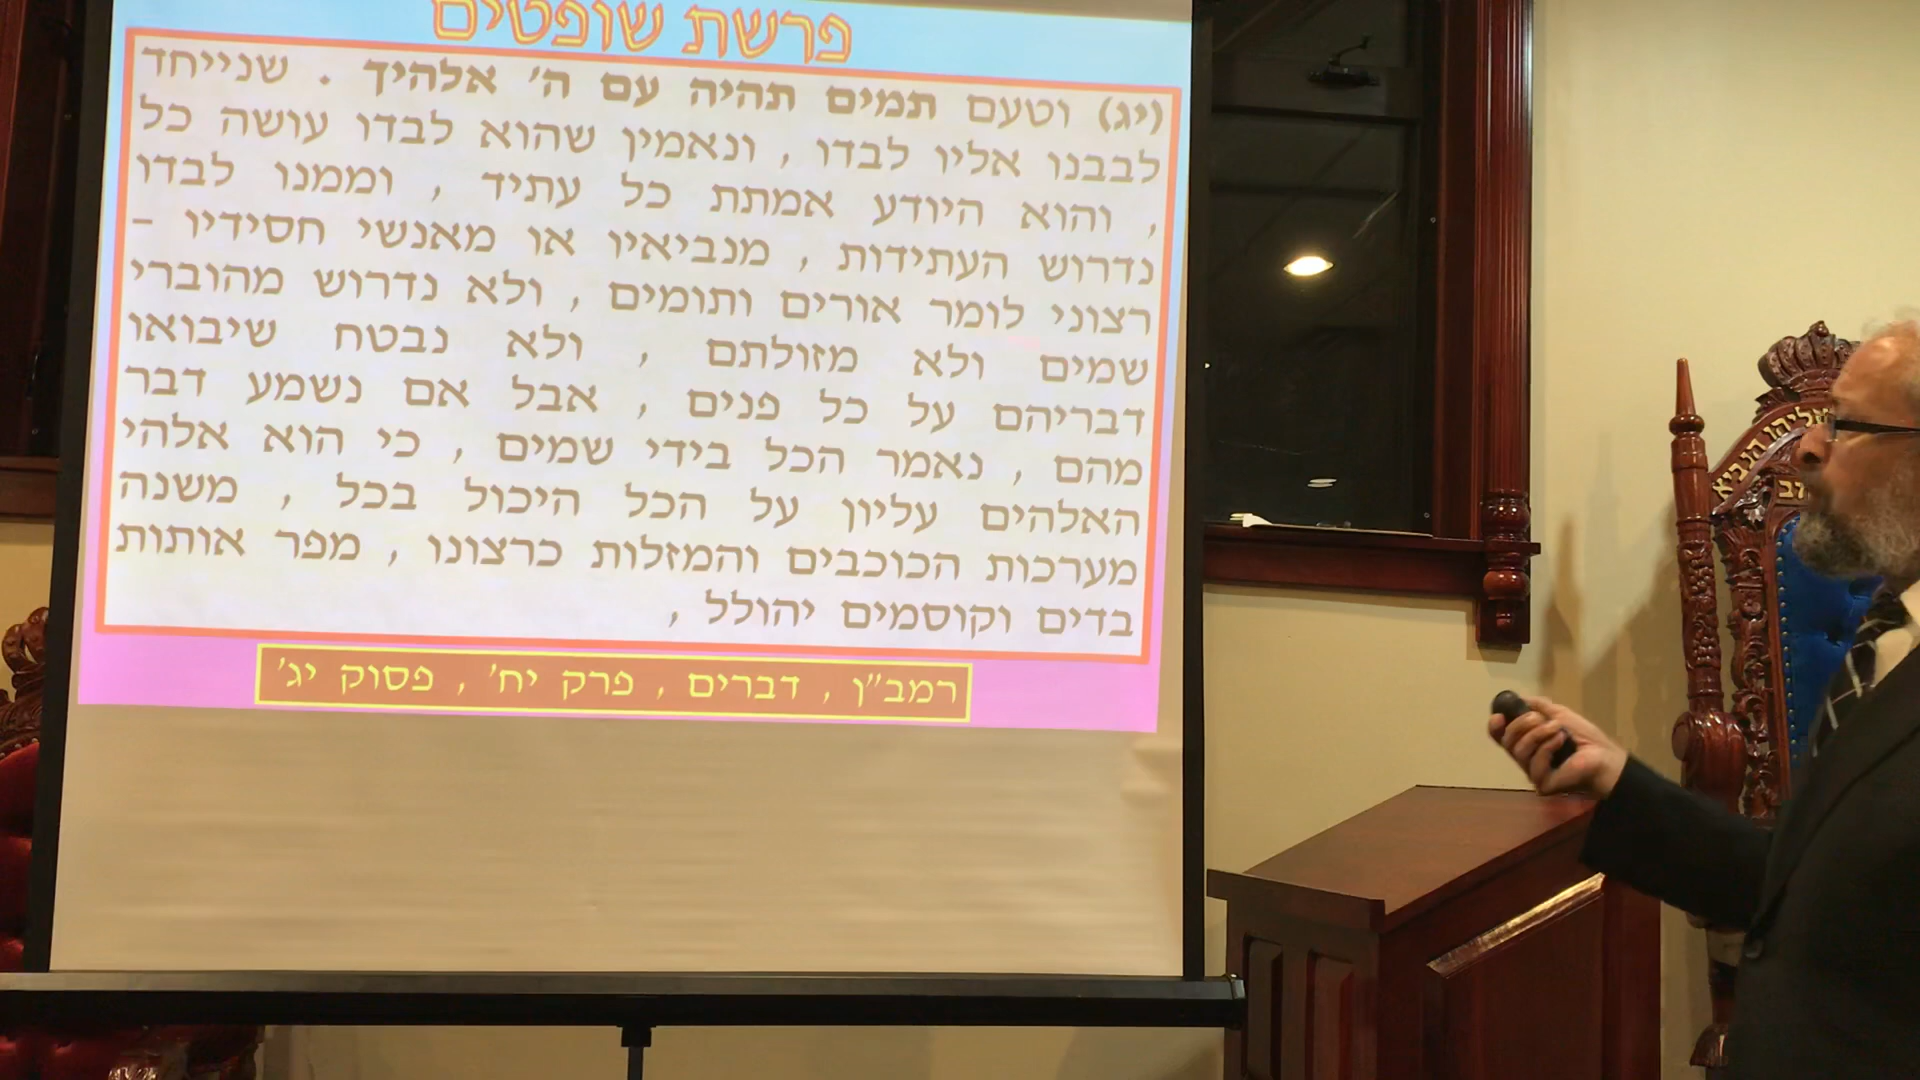 פרשת שופטים
(יג) וטעם תמים תהיה עם ה' אלהיך . שנייחד
לבבנו אליו לבדו , ונאמין שהוא לבדו עושה כל
, והוא היודע אמתת כל עתיד , וממנו לבדו
נדרוש העתידות , מנביאיו או מאנשי חסידיו -
רצוני לומר אורים ותומים , ולא נדרוש מהוברי
שמים ולא מזולתם , ולא נבטח שיבואו
דבריהם על כל פנים , אבל אם נשמע דבר
מהם , נאמר הכל בידי שמים , כי הוא אלהי
האלהים עליון על הכל היכול בכל , משנה
מערכות הכוכבים והמזלות כרצונו , מפר אותות
בדים וקוסמים יהולל ,
רמב"ן , דברים , פרק יח' , פסוק יג'
אליהו הנביא